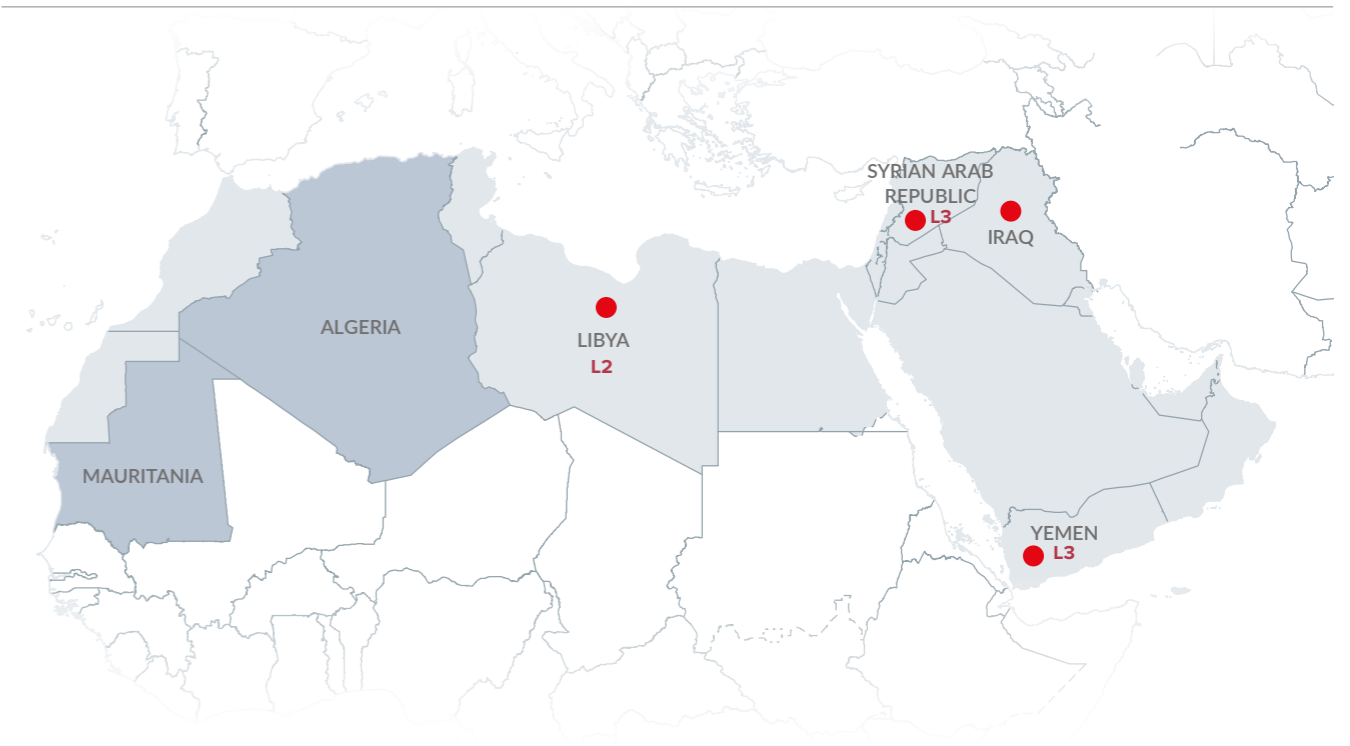 SYRIAN ARAB
REPUBLIC
L3
IRAQ
ALGERIA
LIBYA
L2
MAURITANIA
YEMEN
L3